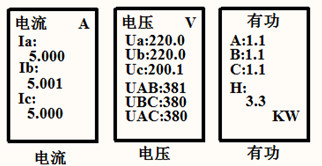 电流 A
Ia:
5.000
Ib:
5.001
Ic:
5.000
电流
电压 V
Ua:220.0
Ub:220.0
Uc:200.1
UAB:381
UBC:380
UAC:380
电压
有功
A:1.1
B:1.1
C:1.1
H:
3.3
KW
有功